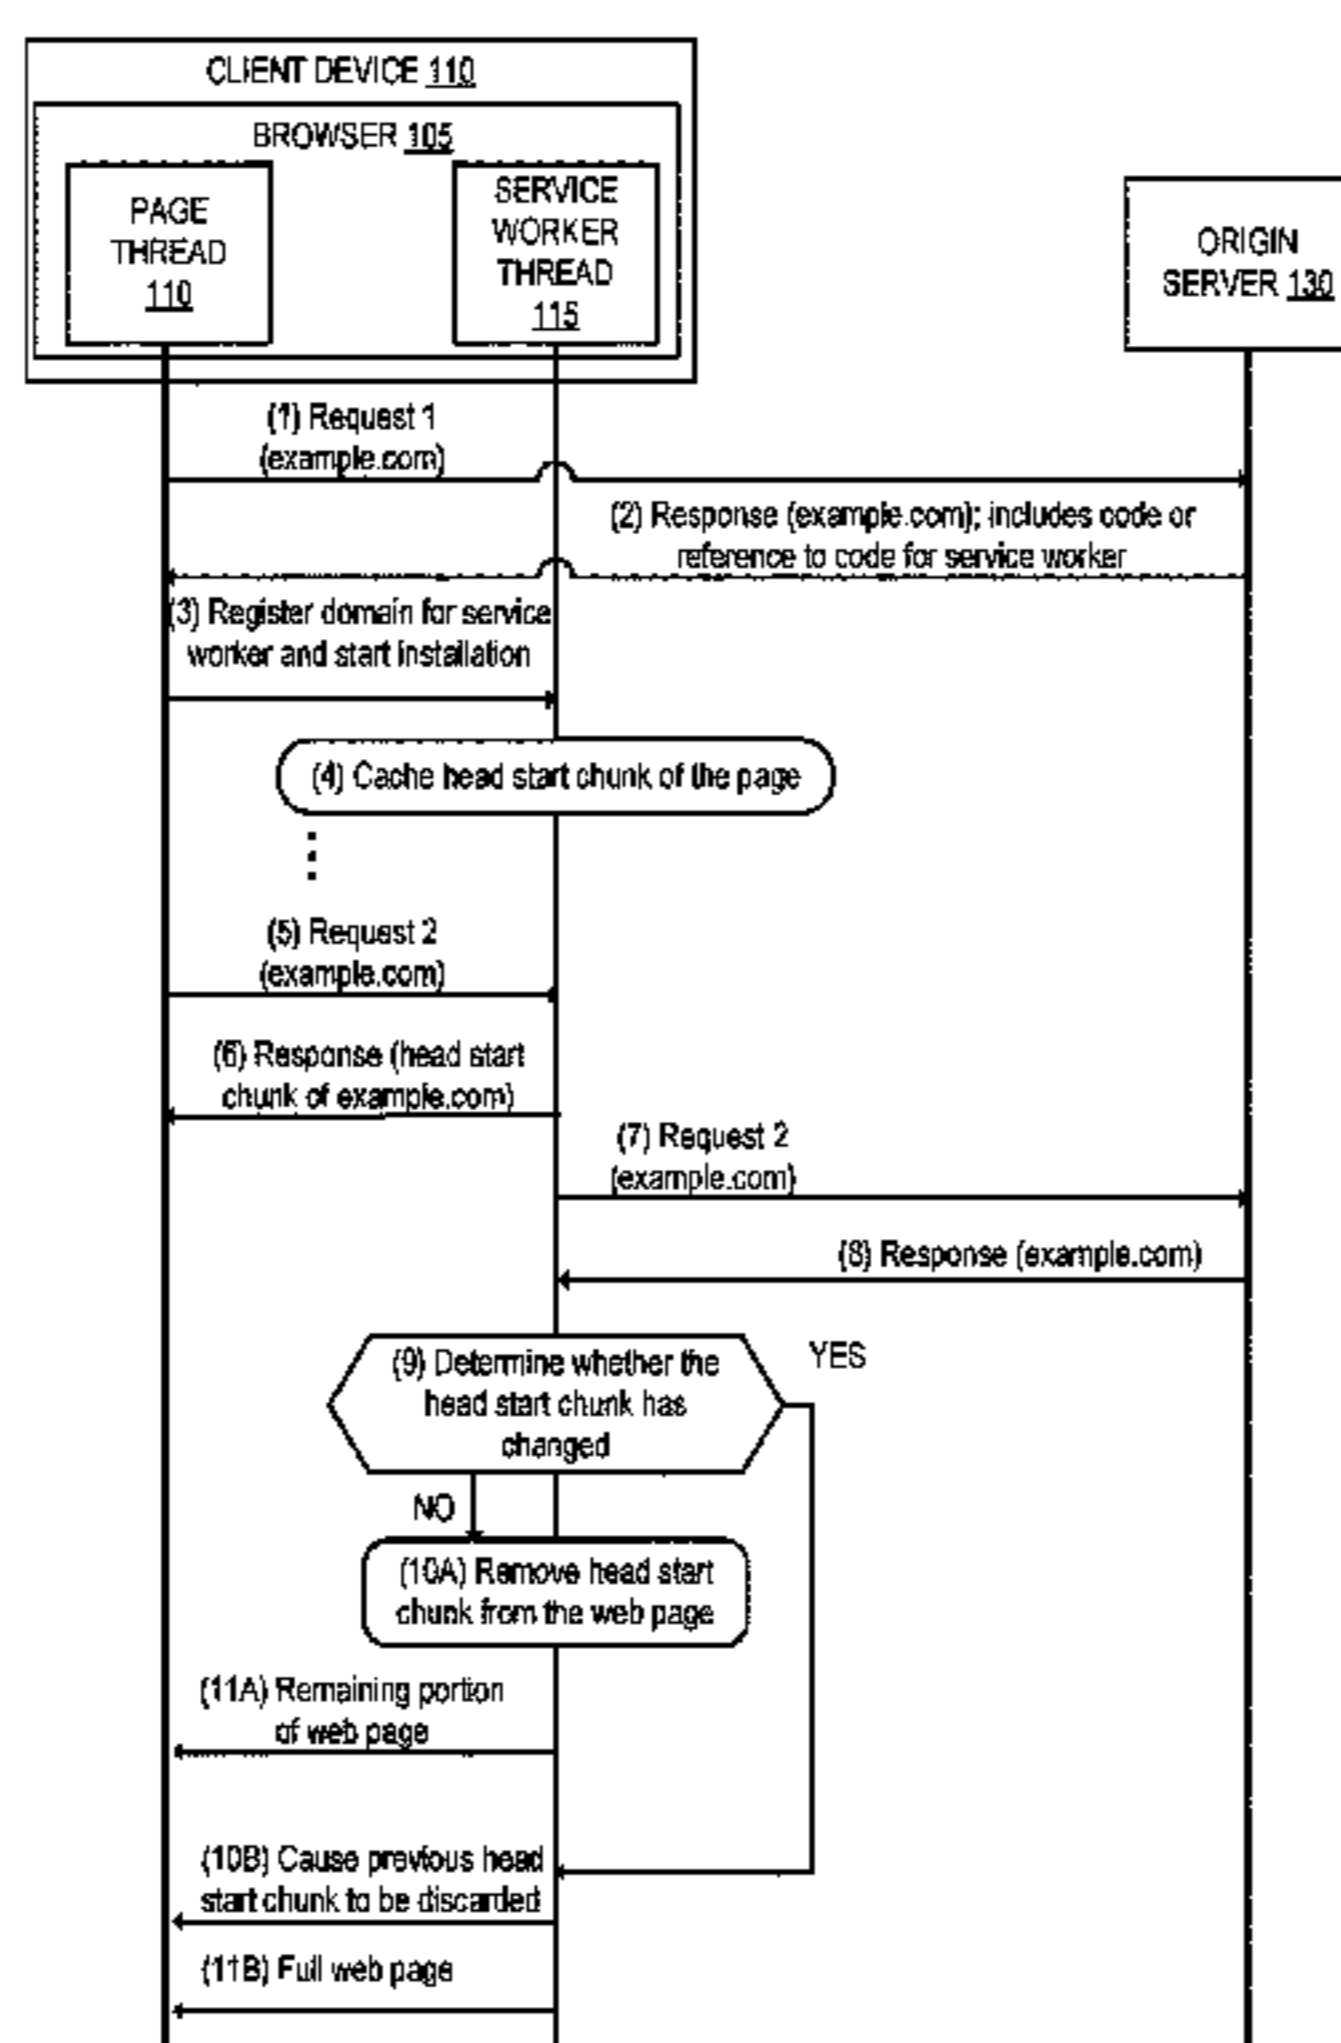 CLIENT DEVICE 110
BROWSER 105
PAGE
THREAD
110
SERVICE
WORKER
THREAD
115
ORIGIN
SERVER 130
(1) Request 1
(example.com)
(2) Response (example.com); includes code or
reference to code for service worker
(3) Register domain for service
worker and start installation
(4) Cache head start chunk of the page
(5) Request 2
(example.com)
(6) Response (head start
chunk of example.com)
(7) Request 2
(example.com)
(8) Response (example.com)
(9) Determine whether the
head start chunk has
changed
YES
NO
(10A) Remove head start
chunk from the web page
(11A) Remaining portion
of web page
(10B) Cause previous head
start chunk to be discarded
(11B) Full web page